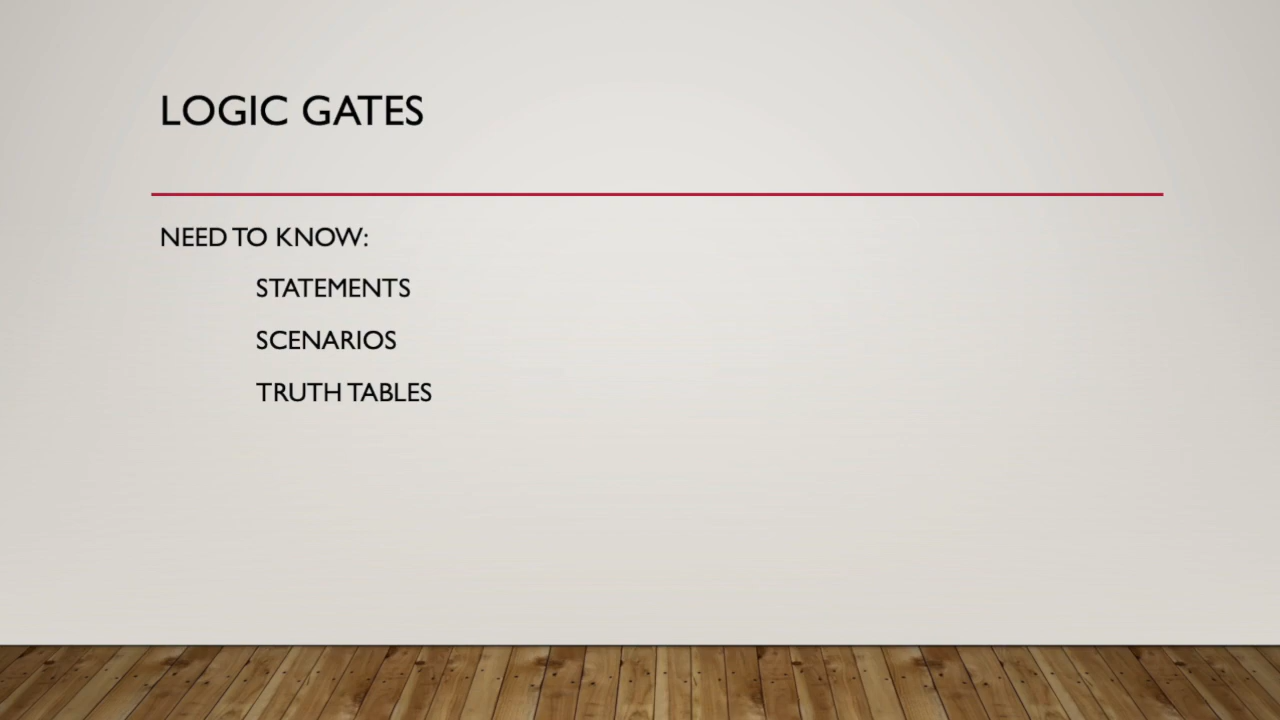 LOGIC GATES
NEED TO KNOW:
STATEMENTS
SCENARIOS
TRUTH TABLES